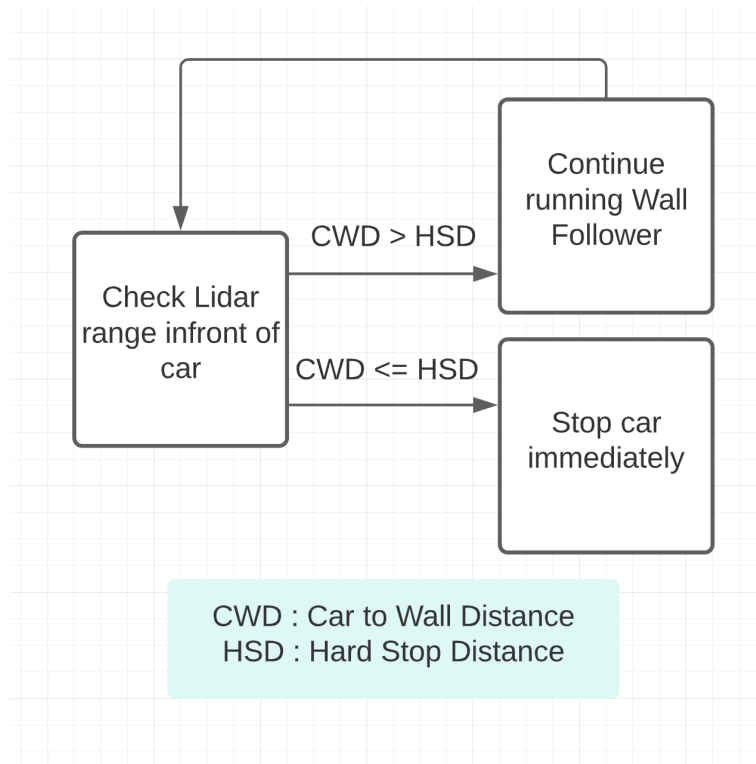 Continue
running Wall
Follower
CWD > HSD
Check Lidar
range infront of
car
CWD <= HSD
Stop car
immediately
CWD : Car to Wall Distance
HSD : Hard Stop Distance